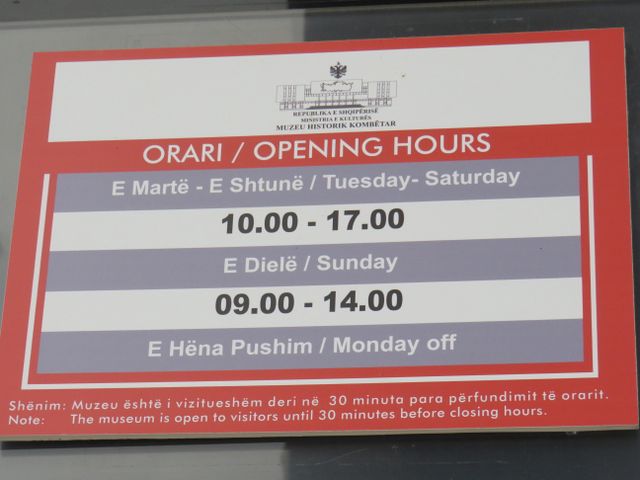 REPUBLIKA E SHQIPËRISË
MINISTRIA E KULTURËS
MUZEU HISTORIK KOMBËTAR
ORARI / OPENING HOURS
E Martë - E Shtunë / Tuesday- Saturday
10.00 - 17.00
E Dielë / Sunday
09.00 - 14.00
E Hëna Pushim / Monday off
Shënim: Muzeu është i vizitueshëm deri në 30 minuta para përfundimit të orarit.
Note: The museum is open to visitors until 30 minutes before closing hours.